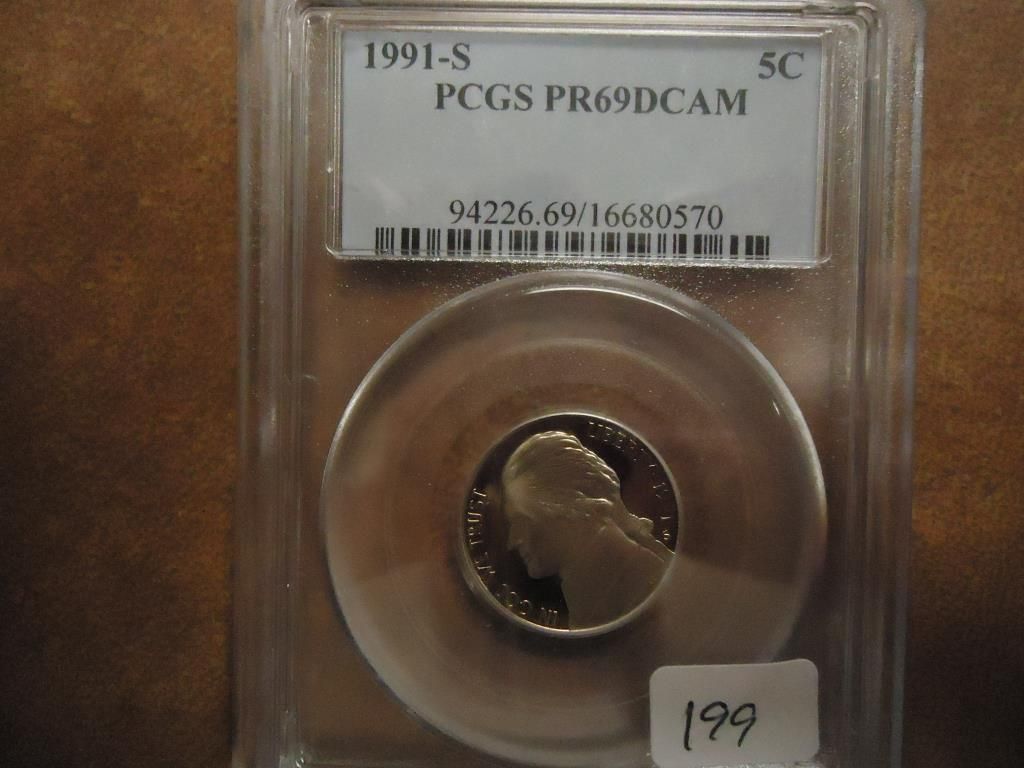 1991-S 5C
PCGS PR69DCAM
94226.69/16680570
LIBERTY
IN GOD WE TRUST
199